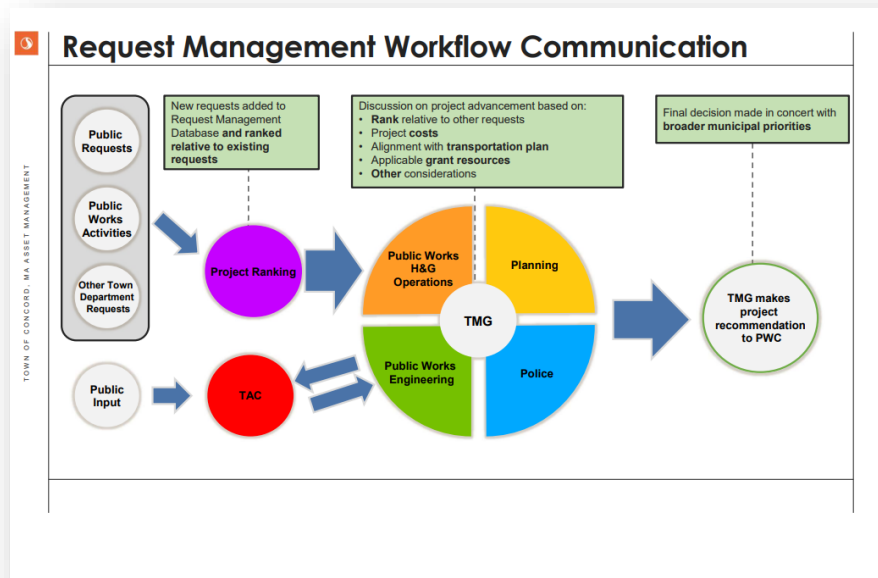 Request Management Workflow Communication
TOWN OF CONCORD, MA ASSET MANAGEMENT
Public
Requests
Public
Works
Activities
Other Town
Department
Requests
Public
Input
New requests added to
Request Management
Database and ranked
relative to existing
requests
Project Ranking
TAC
Discussion on project advancement based on:
• Rank relative to other requests
• Project costs
• Alignment with transportation plan
• Applicable grant resources
• Other considerations
Public Works
H&G
Operations
Planning
TMG
Public Works
Engineering
Police
Final decision made in concert with
broader municipal priorities
TMG makes
project
recommendation
to PWC